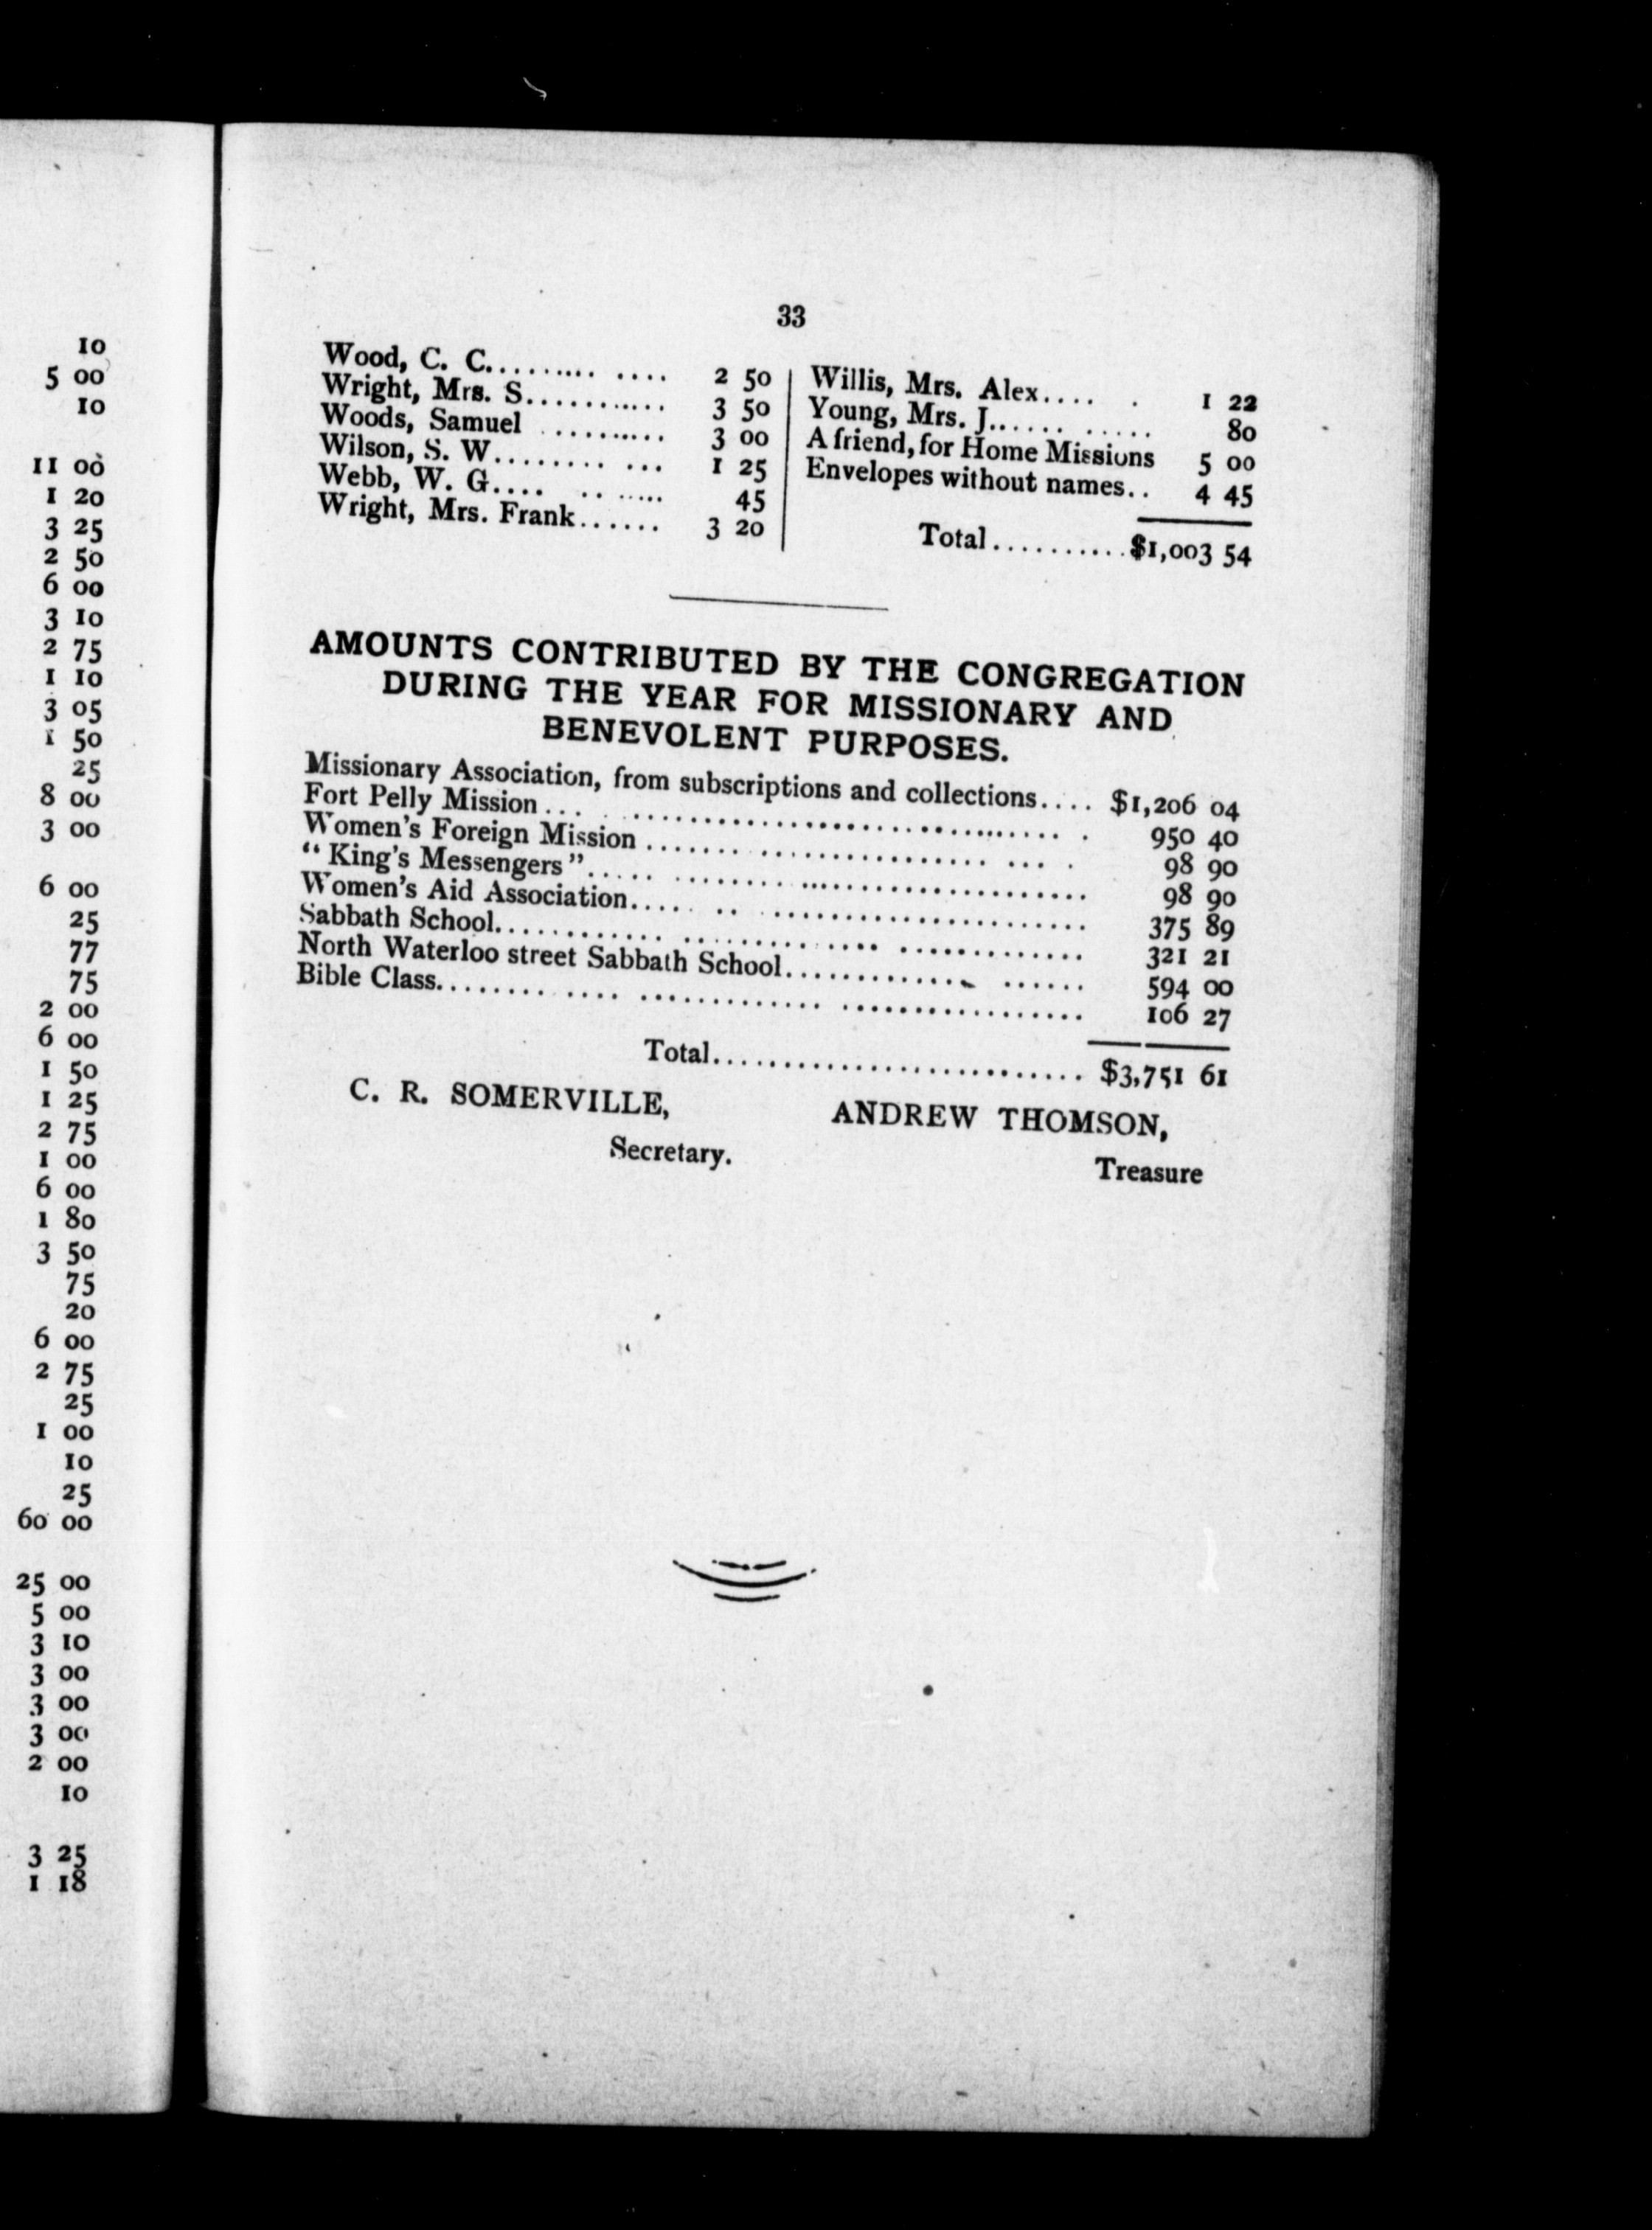 10
5 00
10
11 00
1 20
3 25
2 50
6 00
3 10
2 75
1 10
3 05
1 50
25
8 00
3 00
6 00
25
77
75
2 00
6 00
1 50
1 25
2 75
1 00
6 00
1 80
3 50
75
20
6 00
2 75
25
1 00
10
25
60 00
25 00
5 00
3 10
3 00
3 00
3 00
2 00
10
3 25
1 18
33
Wood, C. C.......... .... 2 50
Wright, Mrs. S........... 3 50
Woods, Samuel ......... 3 00
Wilson, S. W........ ... 1 25
Webb, W. G.... ....... 45
Wright, Mrs. Frank...... 3 20
Willis, Mrs. Alex.... . 1 22
Young, Mrs. J...... ..... 80
A friend, for Home Missions 5 00
Envelopes without names.. 4 45
Total..........$1,003 54
AMOUNTS CONTRIBUTED BY THE CONGREGATION
DURING THE YEAR FOR MISSIONARY AND
BENEVOLENT PURPOSES.
Missionary Association, from subscriptions and collections.... $1,206 04
Fort Pelly Mission... ............................... . 950 40
Women's Foreign Mission ....... ...................... ... . 98 90
"King's Messengers"..... ............................... 98 90
Women's Aid Association..... .. ....................... 375 89
Sabbath School............ .............. ............. 321 21
North Waterloo street Sabbath School.............. ...... 594 00
Bible Class........ .... ............. ................. 106 27
Total.......................... $3,751 61
C. R. SOMERVILLE,
Secretary.
ANDREW THOMSON,
Treasure